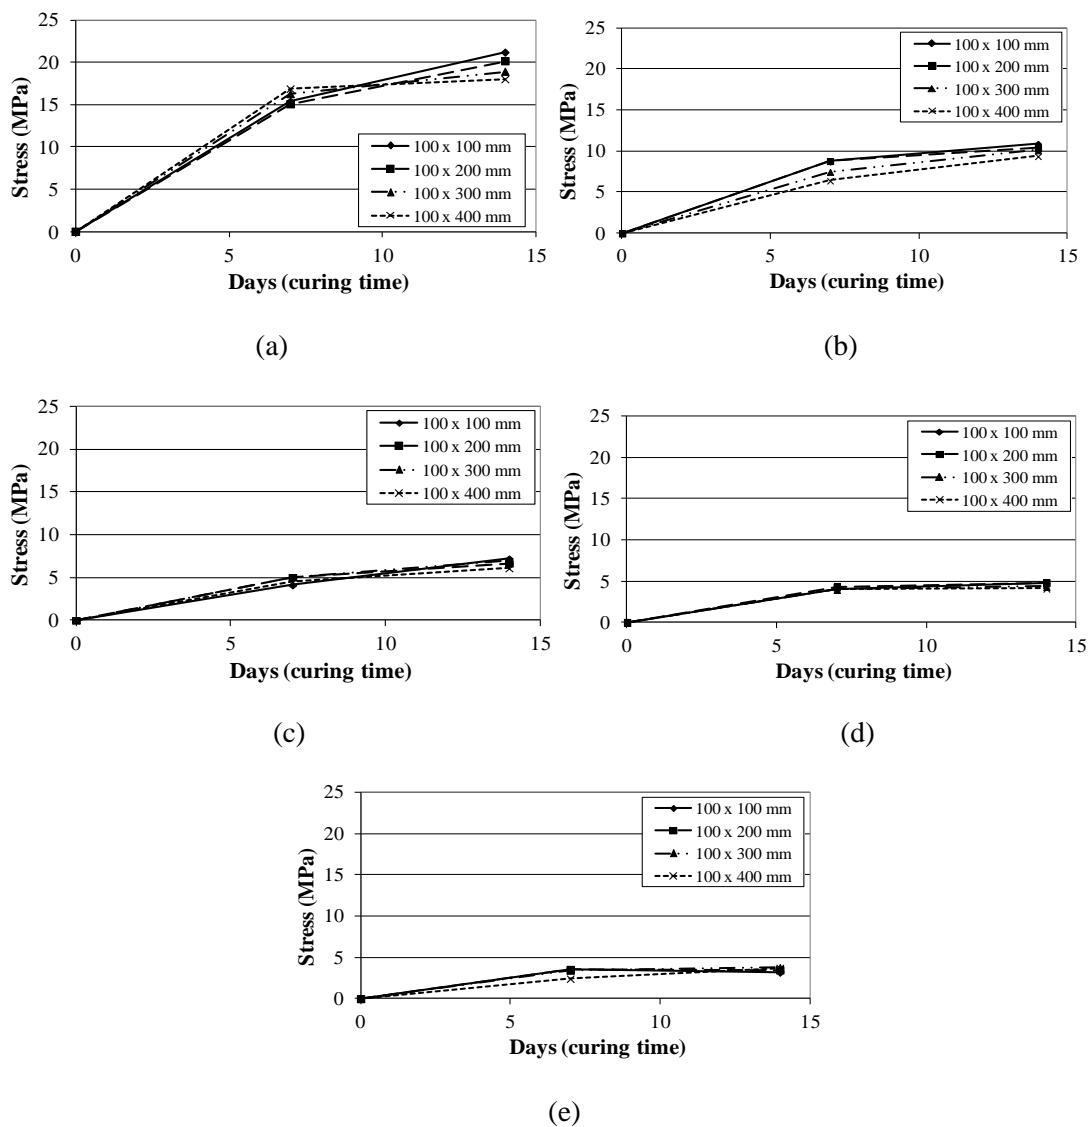 25
20
15
10
5
0
Stress (MPa)
100 x 100 mm
100 x 200 mm
100 x 300 mm
100 x 400 mm
0 5 10 15
Days (curing time)
(a)
25
20
15
10
5
0
Stress (MPa)
100 x 100 mm
100 x 200 mm
100 x 300 mm
100 x 400 mm
0 5 10 15
Days (curing time)
(b)
25
20
15
10
5
0
Stress (MPa)
100 x 100 mm
100 x 200 mm
100 x 300 mm
100 x 400 mm
0 5 10 15
Days (curing time)
(c)
25
20
15
10
5
0
Stress (MPa)
100 x 100 mm
100 x 200 mm
100 x 300 mm
100 x 400 mm
0 5 10 15
Days (curing time)
(d)
25
20
15
10
5
0
Stress (MPa)
100 x 100 mm
100 x 200 mm
100 x 300 mm
100 x 400 mm
0 5 10 15
Days (curing time)
(e)